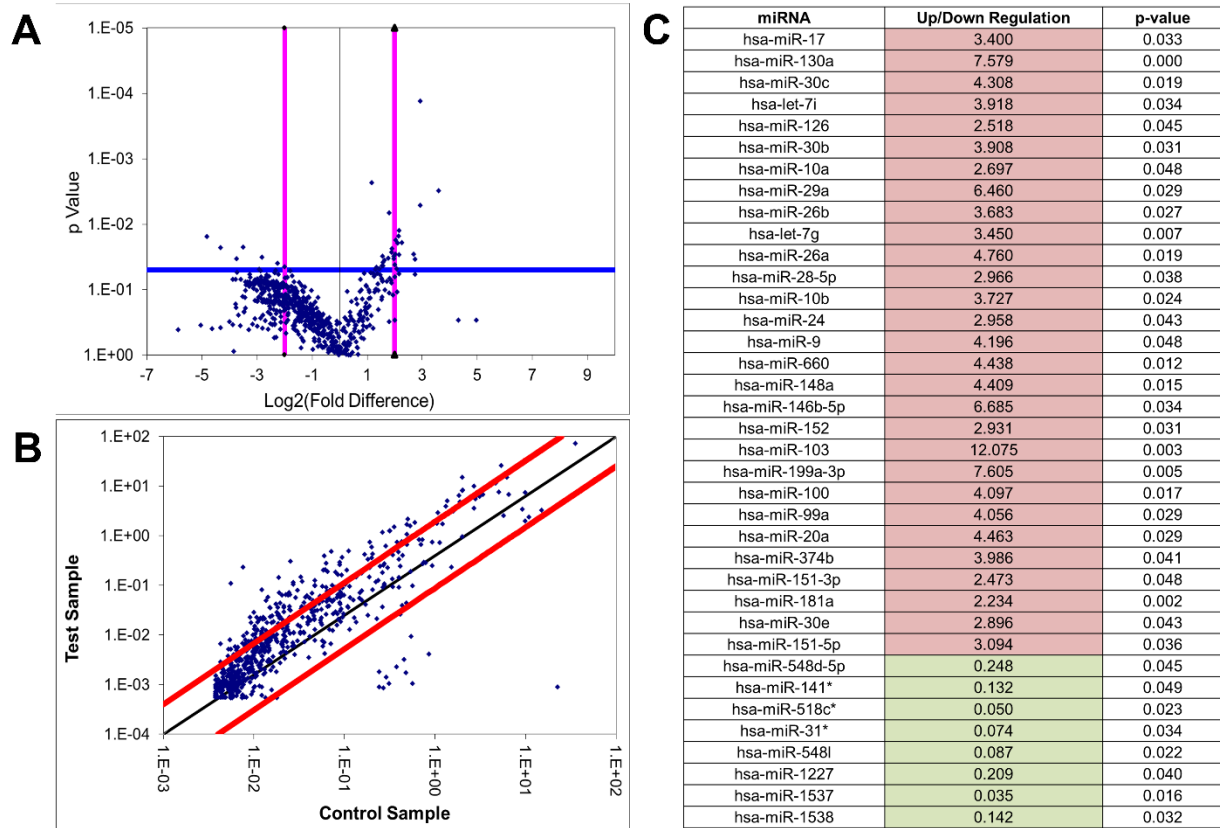 A
1.E-05
1.E-04
1.E-03
1.E-02
1.E-01
1.E+00
p Value
-7 -5 -3 -1 1 3 5 7 9
Log2(Fold Difference)
B
1.E+02
1.E+01
1.E+00
1.E-01
1.E-02
1.E-03
1.E-04
Test Sample
1.E-03 1.E-02 1.E-01 1.E+00 1.E+01 1.E+02
Control Sample
C
miRNA Up/Down Regulation p-value
hsa-miR-17 3.400 0.033
hsa-miR-130a 7.579 0.000
hsa-miR-30c 4.308 0.019
hsa-let-7i 3.918 0.034
hsa-miR-126 2.518 0.045
hsa-miR-30b 3.908 0.031
hsa-miR-10a 2.697 0.048
hsa-miR-29a 6.460 0.029
hsa-miR-26b 3.683 0.027
hsa-let-7g 3.450 0.007
hsa-miR-26a 4.760 0.019
hsa-miR-28-5p 2.966 0.038
hsa-miR-10b 3.727 0.024
hsa-miR-24 2.958 0.043
hsa-miR-9 4.196 0.048
hsa-miR-660 4.438 0.012
hsa-miR-148a 4.409 0.015
hsa-miR-146b-5p 6.685 0.034
hsa-miR-152 2.931 0.031
hsa-miR-103 12.075 0.003
hsa-miR-199a-3p 7.605 0.005
hsa-miR-100 4.097 0.017
hsa-miR-99a 4.056 0.029
hsa-miR-20a 4.463 0.029
hsa-miR-374b 3.986 0.041
hsa-miR-151-3p 2.473 0.048
hsa-miR-181a 2.234 0.002
hsa-miR-30e 2.896 0.043
hsa-miR-151-5p 3.094 0.036
hsa-miR-548d-5p 0.248 0.045
hsa-miR-141* 0.132 0.049
hsa-miR-518c* 0.050 0.023
hsa-miR-31* 0.074 0.034
hsa-miR-548l 0.087 0.022
hsa-miR-1227 0.209 0.040
hsa-miR-1537 0.035 0.016
hsa-miR-1538 0.142 0.032